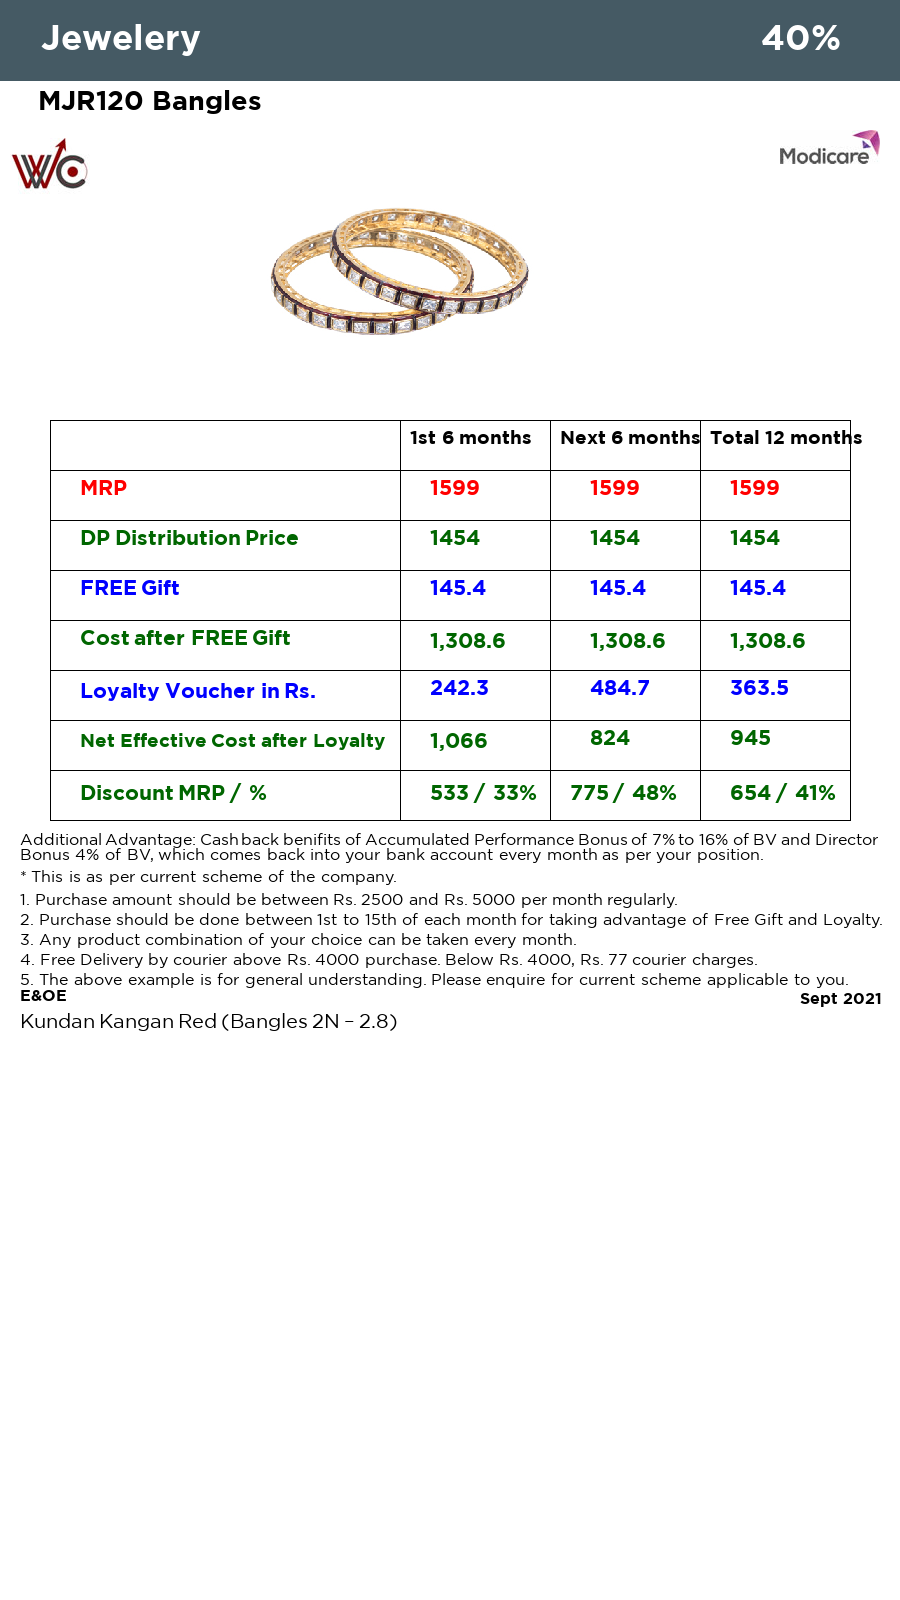 Jewelery 40%
MJR120 Bangles
WC
Modicare
1st 6 months Next 6 months Total 12 months
MRP 1599 1599 1599
DP Distribution Price 1454 1454 1454
FREE Gift 145.4 145.4 145.4
Cost after FREE Gift 1,308.6 1,308.6 1,308.6
Loyalty Voucher in Rs. 242.3 484.7 363.5
Net Effective Cost after Loyalty 1,066 824 945
Discount MRP / % 533 / 33% 775 / 48% 654 / 41%
Additional Advantage: Cashback benifits of Accumulated Performance Bonus of 7% to 16% of BV and Director
Bonus 4% of BV, which comes back into your bank account every month as per your position.
* This is as per current scheme of the company.
1. Purchase amount should be between Rs. 2500 and Rs. 5000 per month regularly.
2. Purchase should be done between 1st to 15th of each month for taking advantage of Free Gift and Loyalty.
3. Any product combination of your choice can be taken every month.
4. Free Delivery by courier above Rs. 4000 purchase. Below Rs. 4000, Rs. 77 courier charges.
5. The above example is for general understanding. Please enquire for current scheme applicable to you.
E&OE Sept 2021
Kundan Kangan Red (Bangles 2N – 2.8)